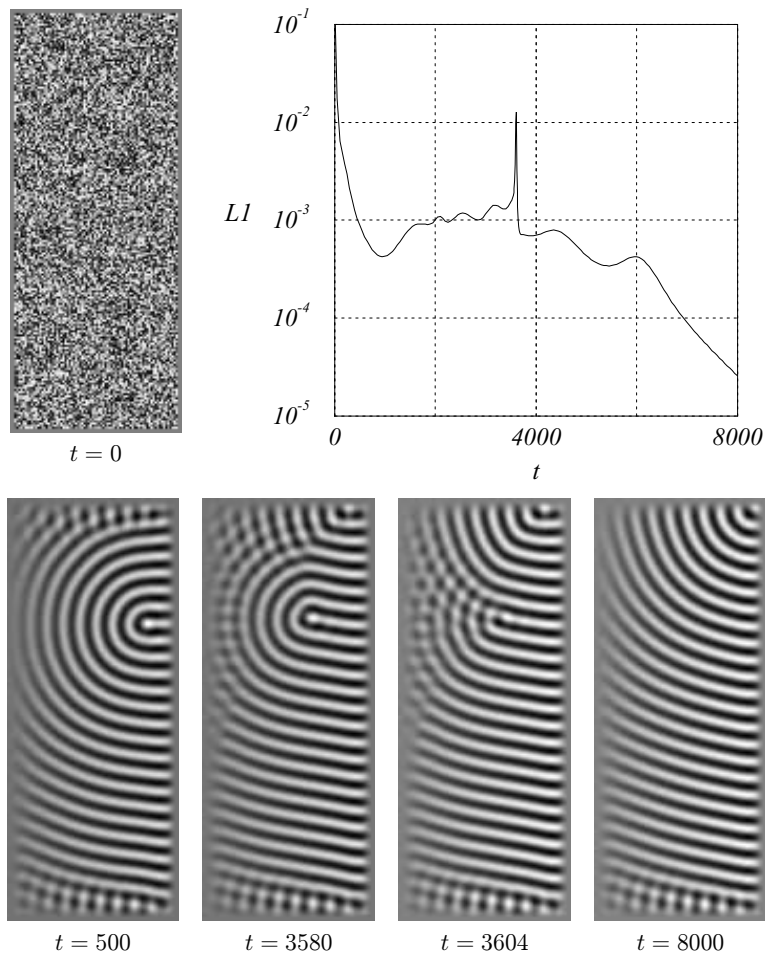 10^-1
10^-2
L1
10^-3
10^-4
10^-5
0
4000
8000
t
t = 0
t = 500
t = 3580
t = 3604
t = 8000